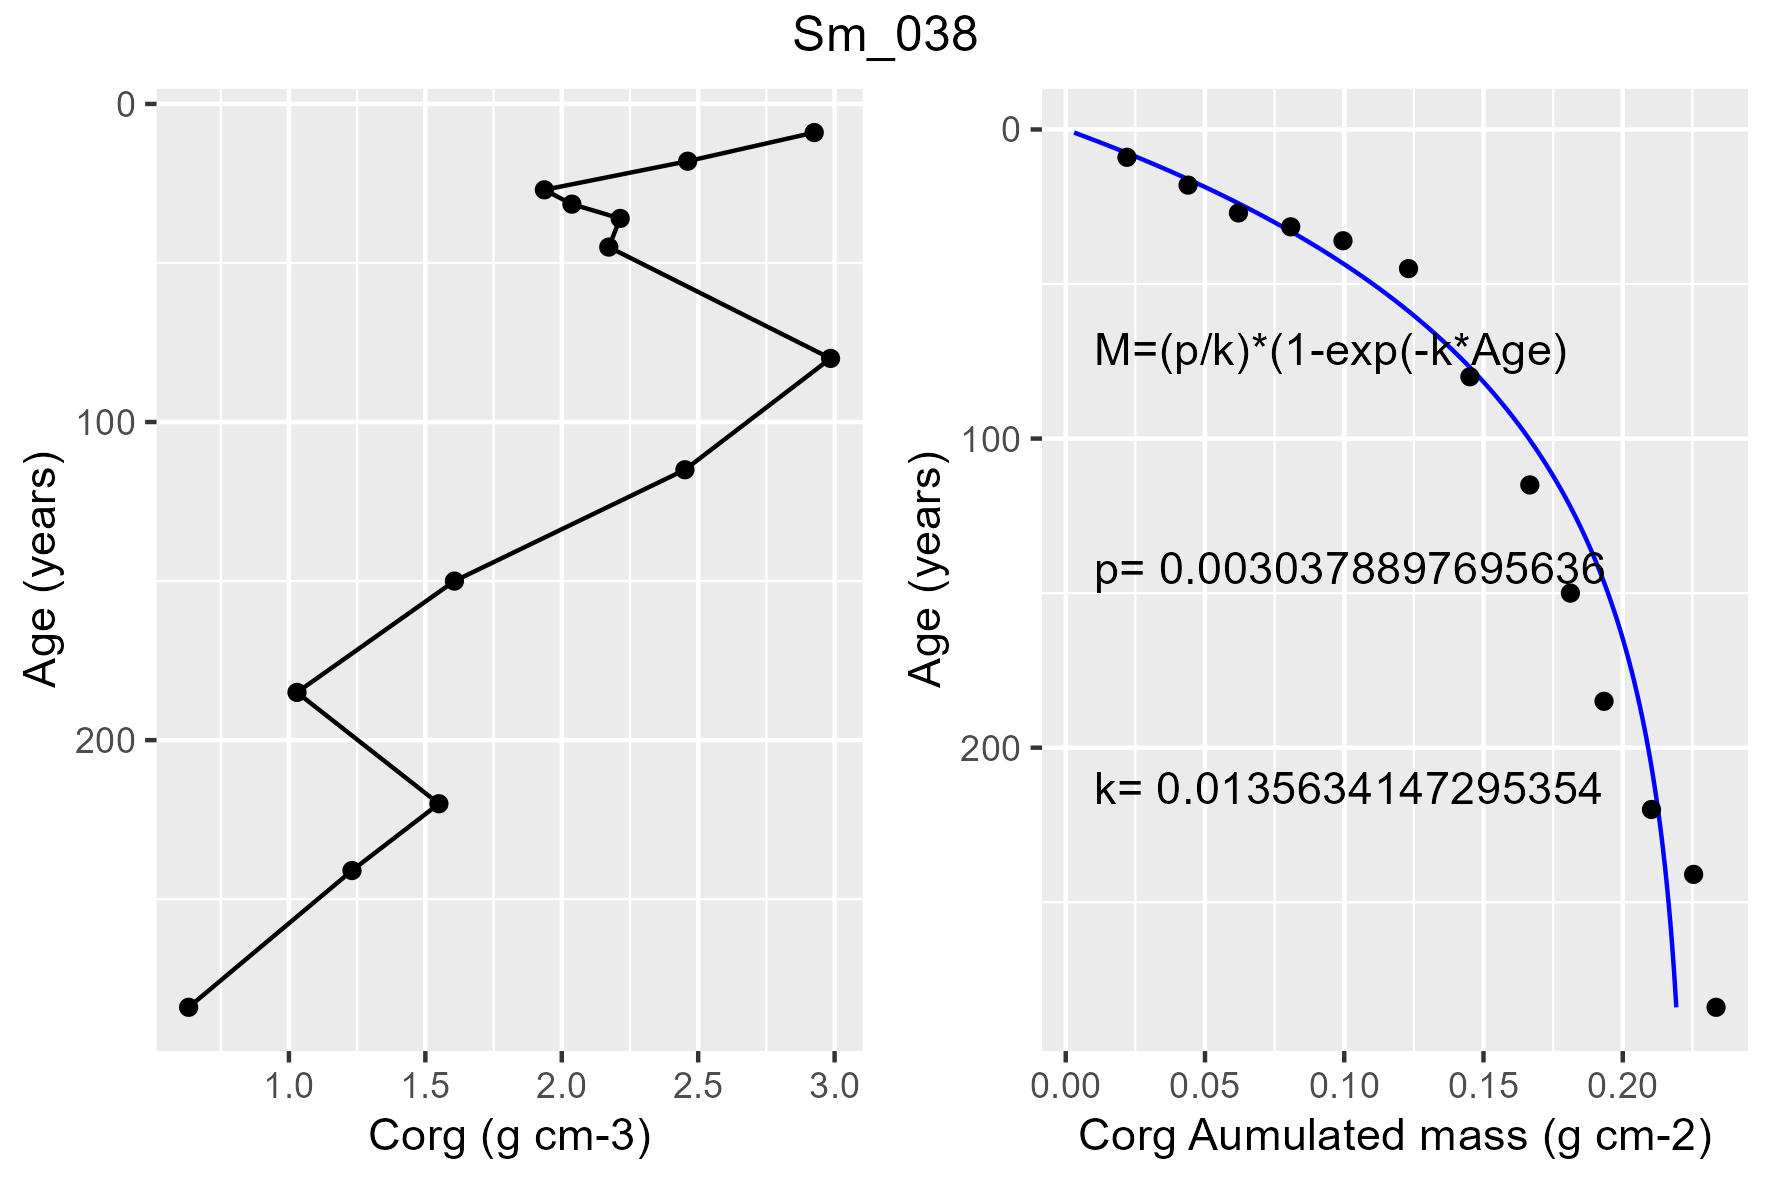 Sm_038
0
100
200
Age (years)
1.0 1.5 2.0 2.5 3.0
Corg (g cm-3)
0
100
200
Age (years)
M=(p/k)*(1-exp(-k*Age)
p= 0.0030378897695636
k= 0.0135634147295354
0.00 0.05 0.10 0.15 0.20
Corg Aumulated mass (g cm-2)